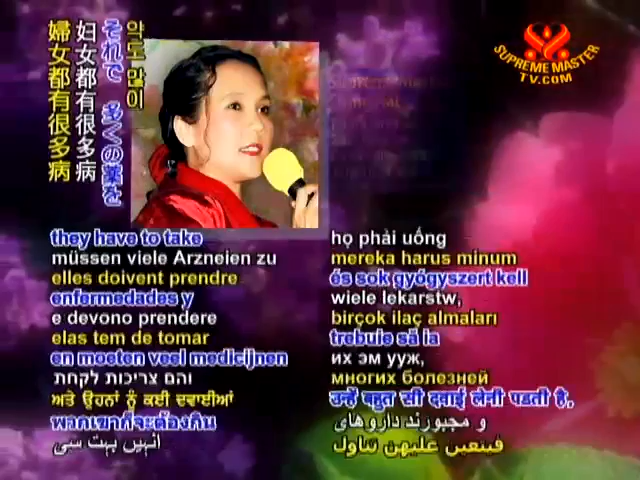 SUPREME MASTER
TV.COM
약도 많이
それで 多くの薬を
妇女都有很多病
婦女都有很多病
they have to take
müssen viele Arzneien zu
elles doivent prendre
enfermedades y
e devono prendere
elas tem de tomar
en moeten veel medicijnen
והם צריכות לקחת
ਅਤੇ ਉਹਨਾਂ ਨੂੰ ਕਈ ਦਵਾਈਆਂ
พวกเขาก็จะต้องกิน
انہیں بہت سی
họ phải uống
mereka harus minum
és sok gyógyszert kell
wiele lekarstw,
birçok ilaç almaları
trebuie să ia
их эм ууж,
многих болезней
उन्हें बहुत सी दवाई लेनी पडती है,
و مجبورند داروهای
فيتعين عليهن تناول